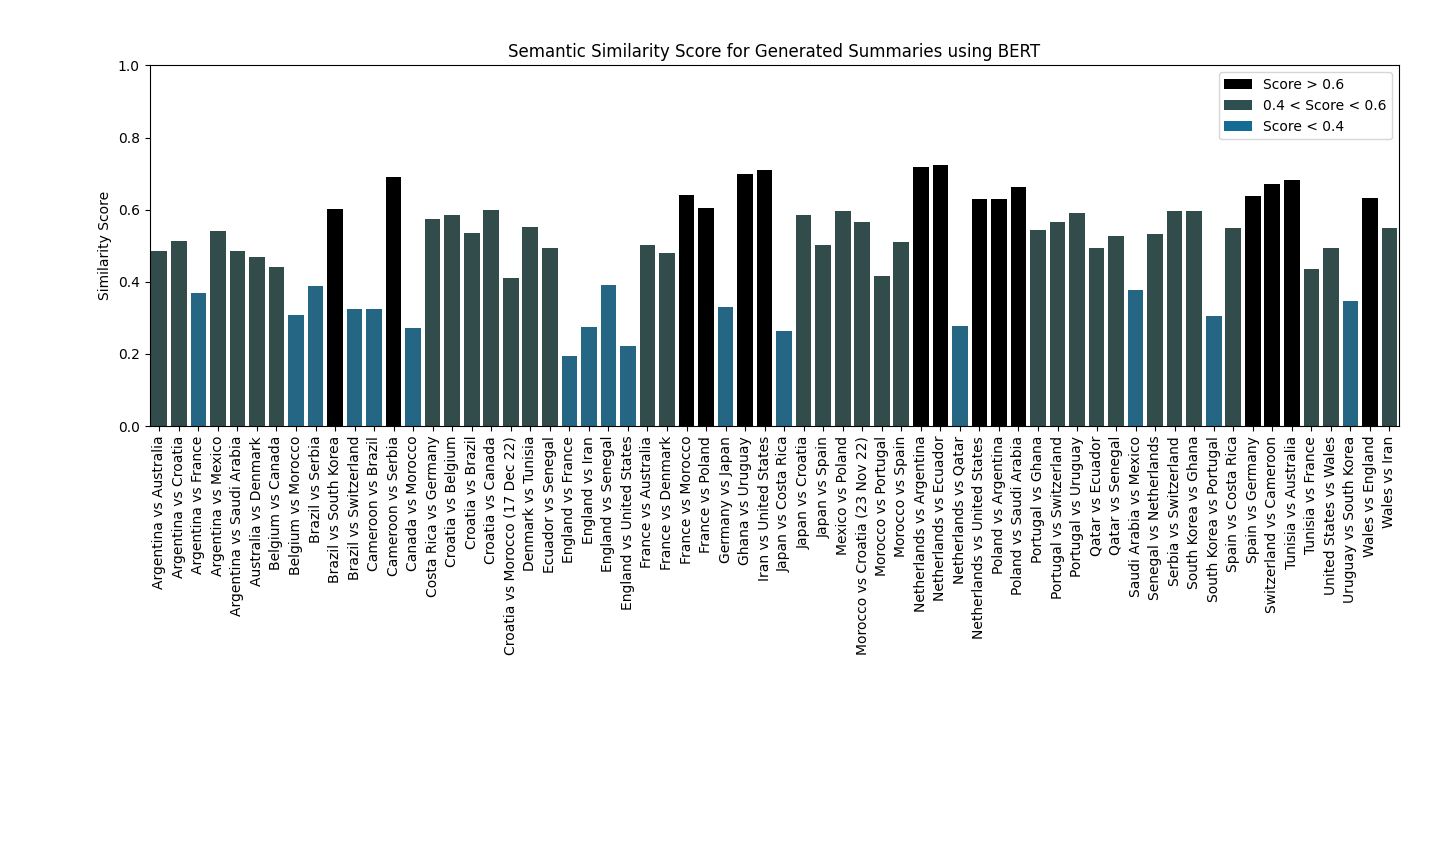 Semantic Similarity Score for Generated Summaries using BERT
1.0
0.8
0.6
0.4
0.2
0.0
Similarity Score
Score > 0.6
0.4 < Score < 0.6
Score < 0.4
Argentina vs Australia
Argentina vs Croatia
Argentina vs France
Argentina vs Mexico
Argentina vs Saudi Arabia
Australia vs Denmark
Belgium vs Canada
Belgium vs Morocco
Brazil vs Serbia
Brazil vs South Korea
Brazil vs Switzerland
Cameroon vs Brazil
Cameroon vs Serbia
Canada vs Morocco
Costa Rica vs Germany
Croatia vs Belgium
Croatia vs Brazil
Croatia vs Canada
Croatia vs Morocco (17 Dec 22)
Denmark vs Tunisia
Ecuador vs Senegal
England vs France
England vs Iran
England vs Senegal
England vs United States
France vs Australia
France vs Denmark
France vs Morocco
France vs Poland
Germany vs Japan
Ghana vs Uruguay
Iran vs United States
Japan vs Costa Rica
Japan vs Croatia
Japan vs Spain
Mexico vs Poland
Morocco vs Croatia (23 Nov 22)
Morocco vs Portugal
Morocco vs Spain
Netherlands vs Argentina
Netherlands vs Ecuador
Netherlands vs Qatar
Netherlands vs United States
Poland vs Argentina
Poland vs Saudi Arabia
Portugal vs Ghana
Portugal vs Switzerland
Portugal vs Uruguay
Qatar vs Ecuador
Qatar vs Senegal
Saudi Arabia vs Mexico
Senegal vs Netherlands
Serbia vs Switzerland
South Korea vs Ghana
South Korea vs Portugal
Spain vs Costa Rica
Spain vs Germany
Switzerland vs Cameroon
Tunisia vs Australia
Tunisia vs France
United States vs Wales
Uruguay vs South Korea
Wales vs England
Wales vs Iran